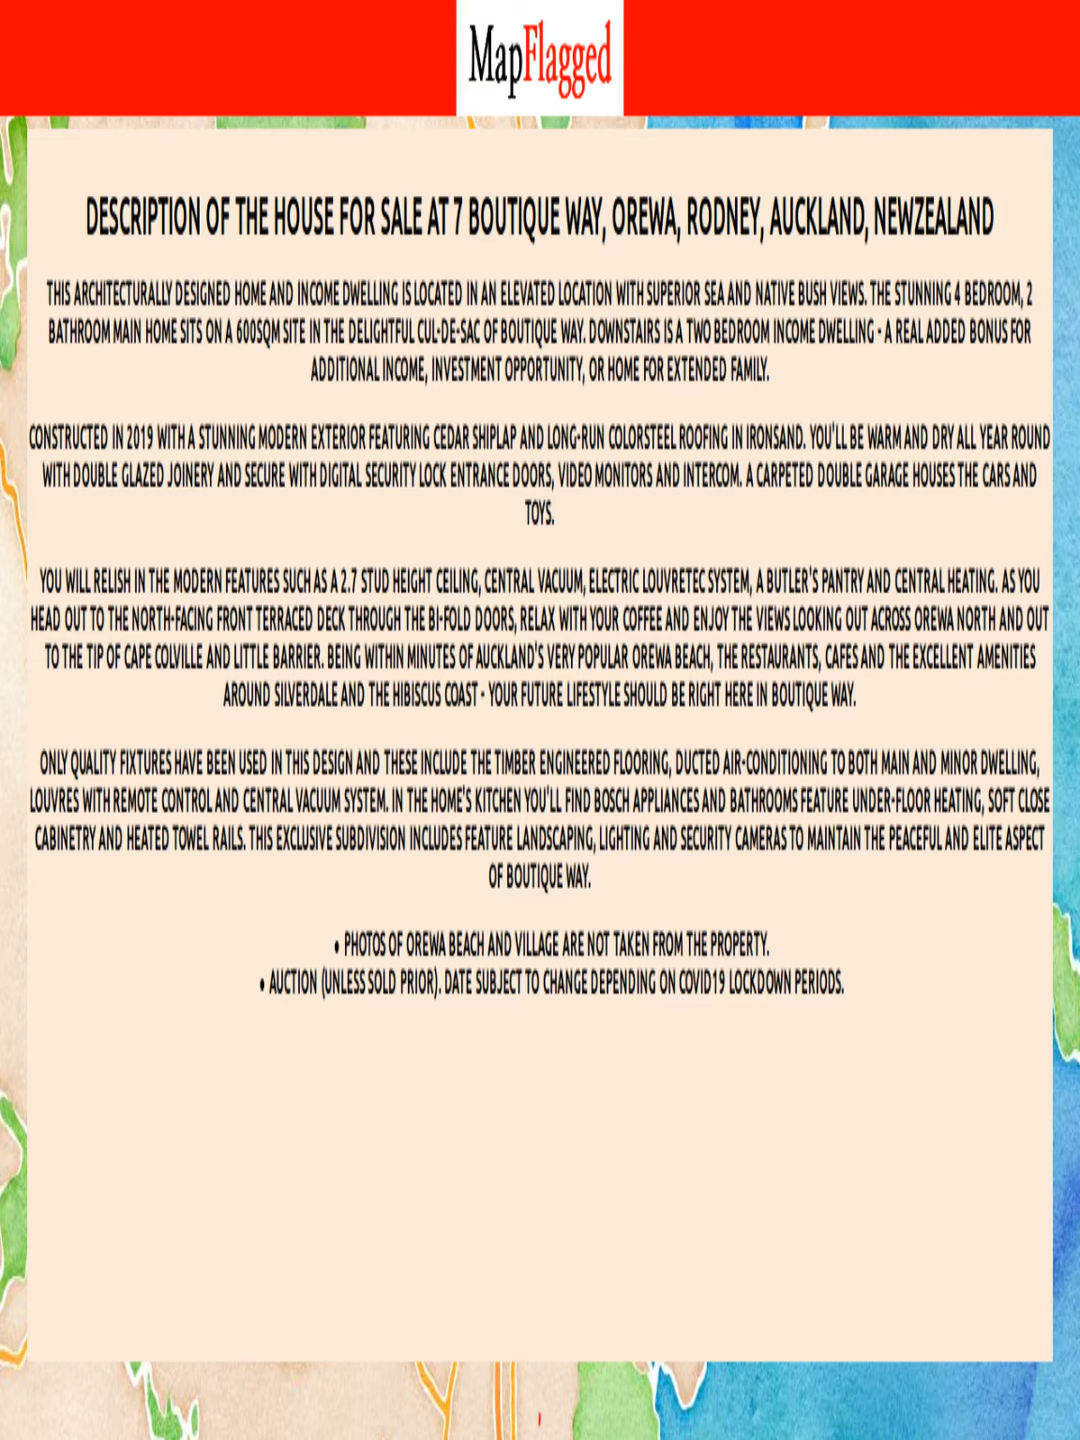 MapFlagged
DESCRIPTION OF THE HOUSE FOR SALE AT 7 BOUTIQUE WAY, OREWA, RODNEY, AUCKLAND, NEWZEALAND
THIS ARCHITECTURALLY DESIGNED HOME AND INCOME DWELLING IS LOCATED IN AN ELEVATED LOCATION WITH SUPERIOR SEA AND NATIVE BUSH VIEWS. THE STUNNING 4 BEDROOM, 2
BATHROOM MAIN HOME SITS ON A 600SQM SITE IN THE DELIGHTFUL CUL-DE-SAC OF BOUTIQUE WAY. DOWNSTAIRS IS A TWO BEDROOM INCOME DWELLING - A REAL ADDED BONUS FOR
ADDITIONAL INCOME, INVESTMENT OPPORTUNITY, OR HOME FOR EXTENDED FAMILY.
CONSTRUCTED IN 2019 WITH A STUNNING MODERN EXTERIOR FEATURING CEDAR SHIPLAP AND LONG-RUN COLORSTEEL ROOFING IN IRONSAND. YOU'LL BE WARM AND DRY ALL YEAR ROUND
WITH DOUBLE GLAZED JOINERY AND SECURE WITH DIGITAL SECURITY LOCK ENTRANCE DOORS, VIDEO MONITORS AND INTERCOM. A CARPETED DOUBLE GARAGE HOUSES THE CARS AND
TOYS.
YOU WILL RELISH IN THE MODERN FEATURES SUCH AS A 2.7 STUD HEIGHT CEILING, CENTRAL VACUUM, ELECTRIC LOUVRETEC SYSTEM, A BUTLER'S PANTRY AND CENTRAL HEATING. AS YOU
HEAD OUT TO THE NORTH-FACING FRONT TERRACED DECK THROUGH THE BI-FOLD DOORS, RELAX WITH YOUR COFFEE AND ENJOY THE VIEWS LOOKING OUT ACROSS OREWA NORTH AND OUT
TO THE TIP OF CAPE COLVILLE AND LITTLE BARRIER. BEING WITHIN MINUTES OF AUCKLAND'S VERY POPULAR OREWA BEACH, THE RESTAURANTS, CAFES AND THE EXCELLENT AMENITIES
AROUND SILVERDALE AND THE HIBISCUS COAST - YOUR FUTURE LIFESTYLE SHOULD BE RIGHT HERE IN BOUTIQUE WAY.
ONLY QUALITY FIXTURES HAVE BEEN USED IN THIS DESIGN AND THESE INCLUDE THE TIMBER ENGINEERED FLOORING, DUCTED AIR-CONDITIONING TO BOTH MAIN AND MINOR DWELLING,
LOUVRES WITH REMOTE CONTROL AND CENTRAL VACUUM SYSTEM. IN THE HOME'S KITCHEN YOU'LL FIND BOSCH APPLIANCES AND BATHROOMS FEATURE UNDER-FLOOR HEATING, SOFT CLOSE
CABINETRY AND HEATED TOWEL RAILS. THIS EXCLUSIVE SUBDIVISION INCLUDES FEATURE LANDSCAPING, LIGHTING AND SECURITY CAMERAS TO MAINTAIN THE PEACEFUL AND ELITE ASPECT
OF BOUTIQUE WAY.
• PHOTOS OF OREWA BEACH AND VILLAGE ARE NOT TAKEN FROM THE PROPERTY.
• AUCTION (UNLESS SOLD PRIOR). DATE SUBJECT TO CHANGE DEPENDING ON COVID19 LOCKDOWN PERIODS.